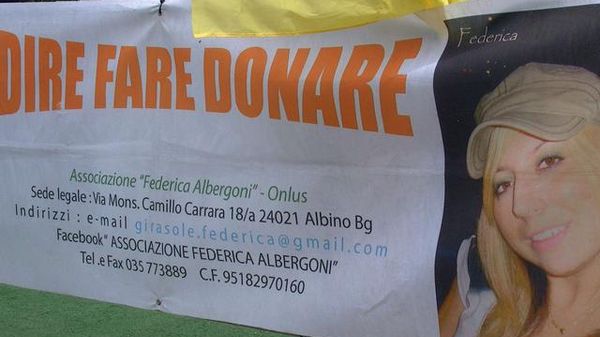 DIRE FARE DONARE
Federica
Associazione "Federica Albergoni" - Onlus
Sede legale : Via Mons. Camillo Carrara 18/a 24021 Albino Bg
Indirizzi : e-mail girasole.federica@gmail.com
Facebook" ASSOCIAZIONE FEDERICA ALBERGONI"
Tel .e Fax 035 773889 C.F. 95182970160